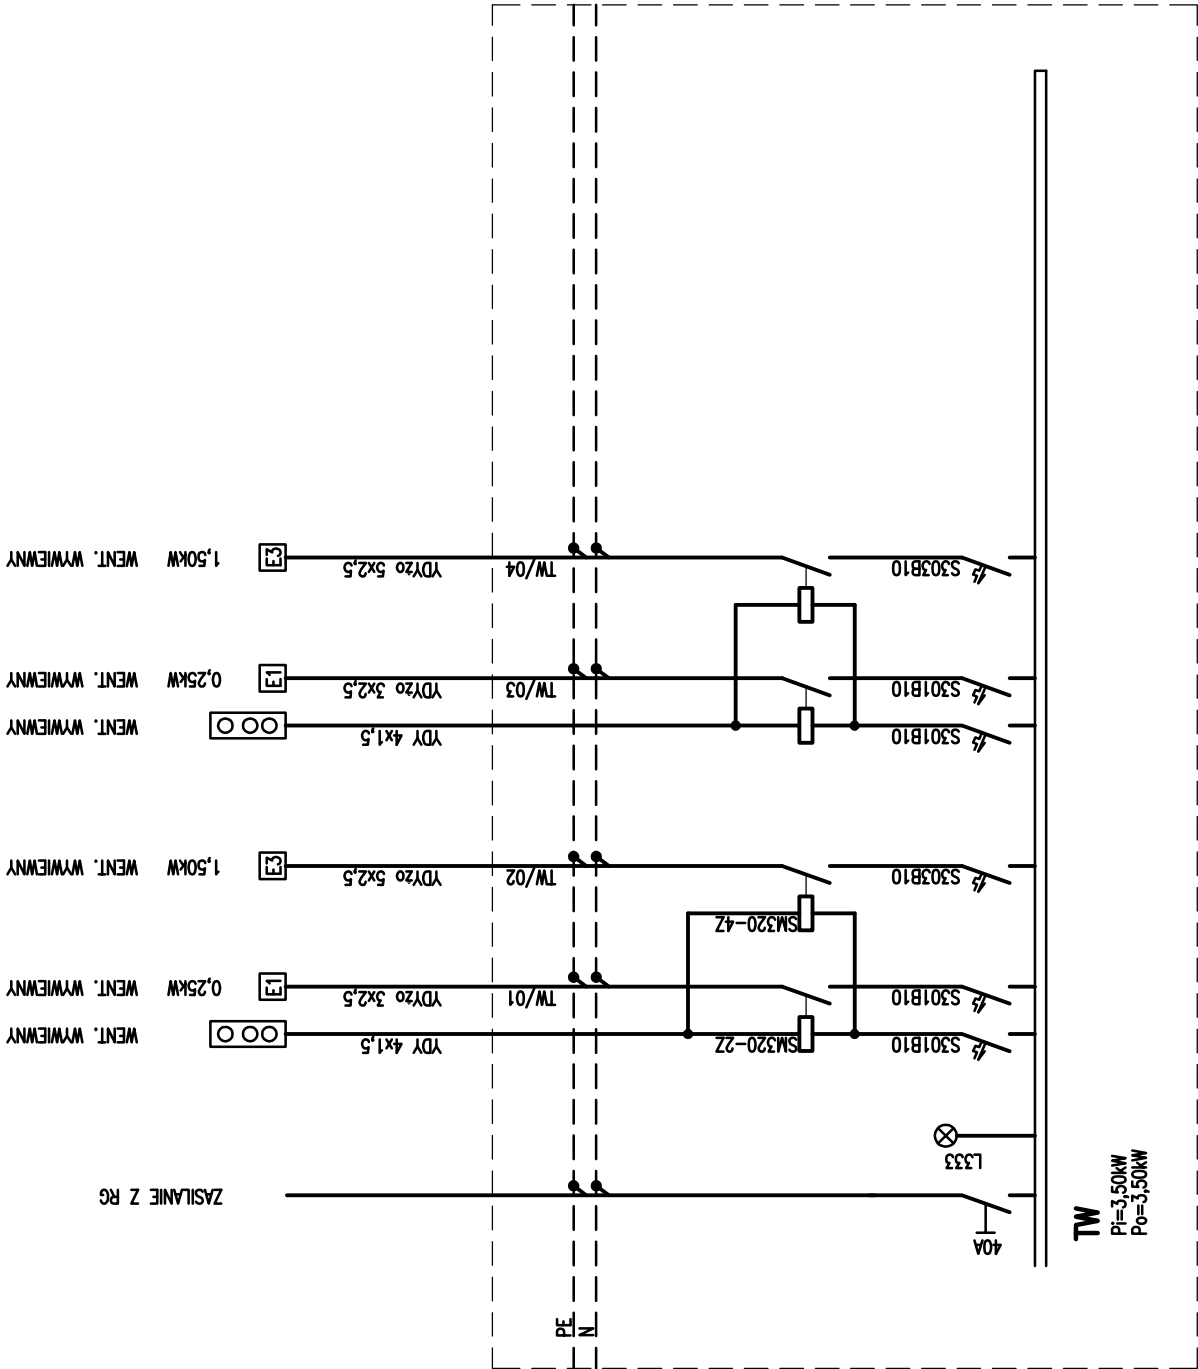 TW
Pi=3,50kW
Po=3,50kW
PE
N
40A
ZASILANIE Z RG
L333
S301B10
SM320-2Z
YDY 4x1,5
WENT. WYWIEWNY
S301B10
TW/01
YDYżo 3x2,5
E1
0,25kW WENT. WYWIEWNY
SM320-4Z
S303B10
TW/02
YDYżo 5x2,5
E3
1,50kW WENT. WYWIEWNY
S301B10
YDY 4x1,5
WENT. WYWIEWNY
S301B10
TW/03
YDYżo 3x2,5
E1
0,25kW WENT. WYWIEWNY
S303B10
TW/04
YDYżo 5x2,5
E3
1,50kW WENT. WYWIEWNY